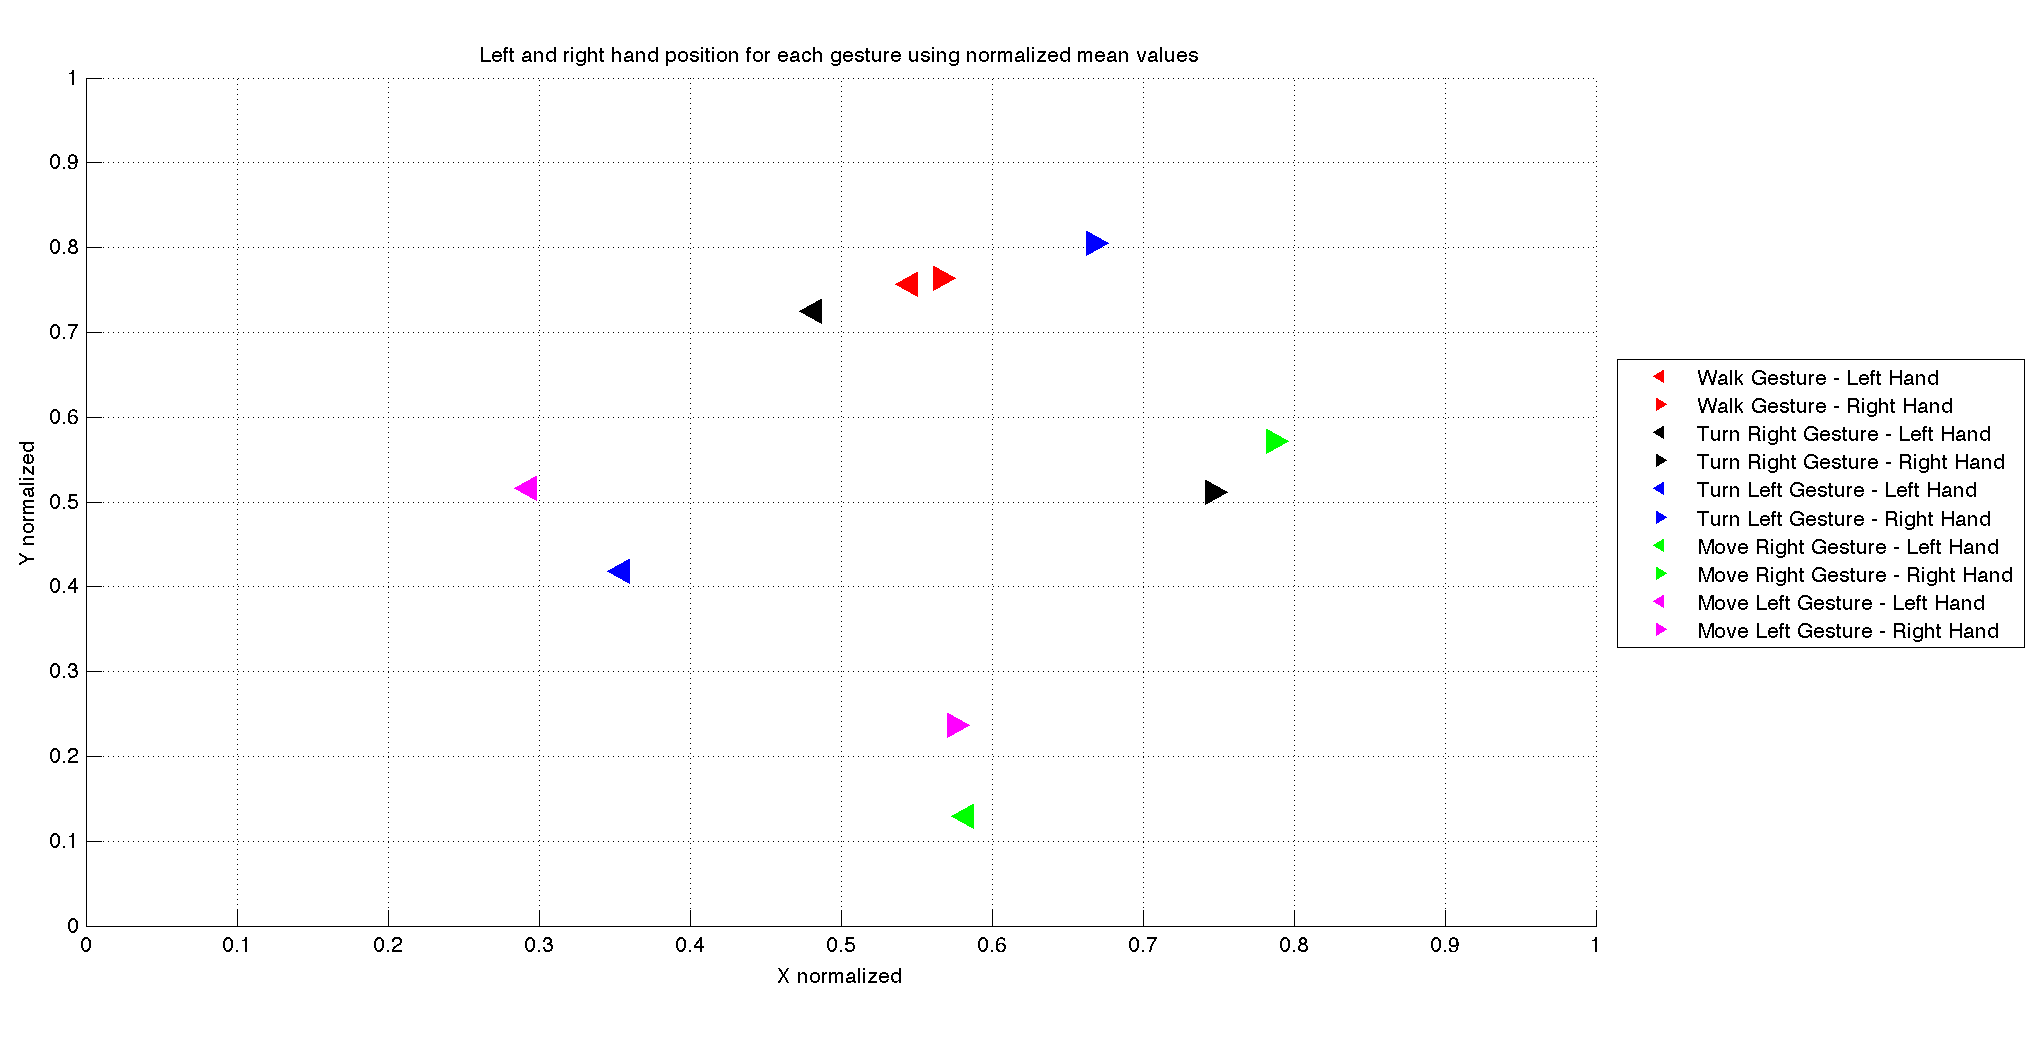 Left and right hand position for each gesture using normalized mean values
1
0.9
0.8
0.7
0.6
0.5
0.4
0.3
0.2
0.1
0
Y normalized
0 0.1 0.2 0.3 0.4 0.5 0.6 0.7 0.8 0.9 1
X normalized
Walk Gesture - Left Hand
Walk Gesture - Right Hand
Turn Right Gesture - Left Hand
Turn Right Gesture - Right Hand
Turn Left Gesture - Left Hand
Turn Left Gesture - Right Hand
Move Right Gesture - Left Hand
Move Right Gesture - Right Hand
Move Left Gesture - Left Hand
Move Left Gesture - Right Hand